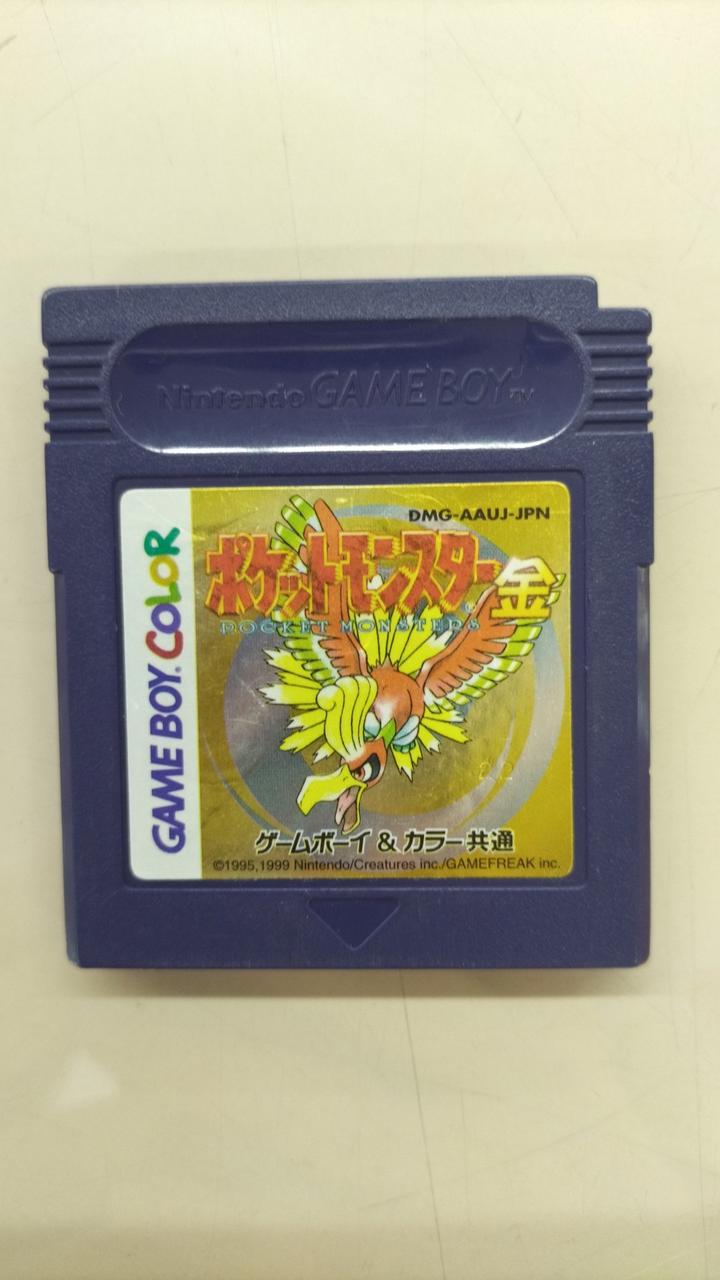 Nintendo GAME BOY TM
GAME BOY COLOR
DMG-AAUJ-JPN
ポケットモンスター金
POCKET MONSTERS
22
ゲームボーイ & カラー共通
©1995,1999 Nintendo/Creatures inc./GAMEFREAK inc.